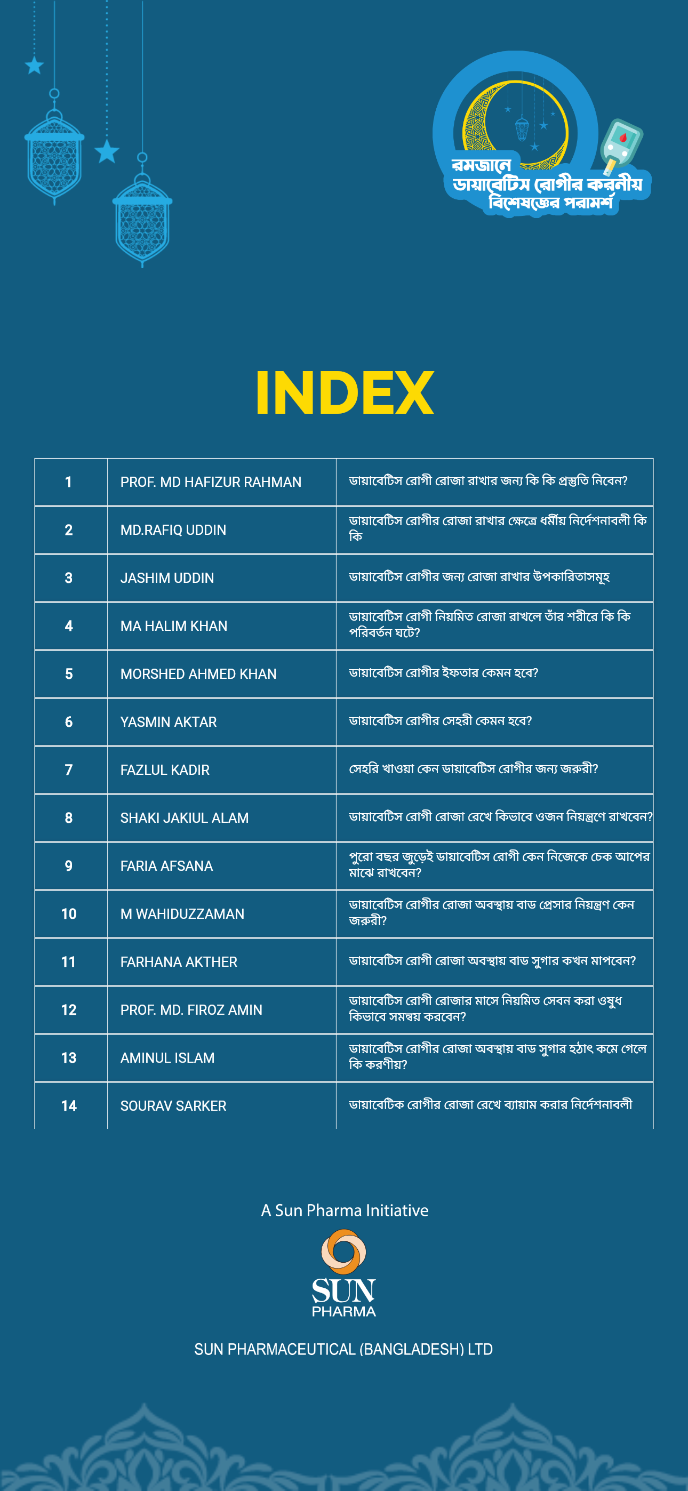 রমজানে
ডায়াবেটিস রোগীর করনীয়
বিশেষজ্ঞের পরামর্শ
INDEX
1 PROF. MD HAFIZUR RAHMAN ডায়াবেটিস রোগী রোজা রাখার জন্য কি কি প্রস্তুতি নিবেন?
2 MD.RAFIQ UDDIN ডায়াবেটিস রোগীর রোজা রাখার ক্ষেত্রে ধর্মীয় নির্দেশনাবলী কি
কি
3 JASHIM UDDIN ডায়াবেটিস রোগীর জন্য রোজা রাখার উপকারিতাসমূহ
4 MA HALIM KHAN ডায়াবেটিস রোগী নিয়মিত রোজা রাখলে তাঁর শরীরে কি কি
পরিবর্তন ঘটে?
5 MORSHED AHMED KHAN ডায়াবেটিস রোগীর ইফতার কেমন হবে?
6 YASMIN AKTAR ডায়াবেটিস রোগীর সেহরী কেমন হবে?
7 FAZLUL KADIR সেহরি খাওয়া কেন ডায়াবেটিস রোগীর জন্য জরুরী?
8 SHAKI JAKIUL ALAM ডায়াবেটিস রোগী রোজা রেখে কিভাবে ওজন নিয়ন্ত্রণে রাখবেন?
9 FARIA AFSANA পুরো বছর জুড়েই ডায়াবেটিস রোগী কেন নিজেকে চেক আপের
মাঝে রাখবেন?
10 M WAHIDUZZAMAN ডায়াবেটিস রোগীর রোজা অবস্থায় বাড প্রেসার নিয়ন্ত্রণ কেন
জরুরী?
11 FARHANA AKTHER ডায়াবেটিস রোগী রোজা অবস্থায় বাড সুগার কখন মাপবেন?
12 PROF. MD. FIROZ AMIN ডায়াবেটিস রোগী রোজার মাসে নিয়মিত সেবন করা ওষুধ
কিভাবে সমন্বয় করবেন?
13 AMINUL ISLAM ডায়াবেটিস রোগীর রোজা অবস্থায় বাড সুগার হঠাৎ কমে গেলে
কি করণীয়?
14 SOURAV SARKER ডায়াবেটিক রোগীর রোজা রেখে ব্যায়াম করার নির্দেশনাবলী
A Sun Pharma Initiative
SUN
PHARMA
SUN PHARMACEUTICAL (BANGLADESH) LTD